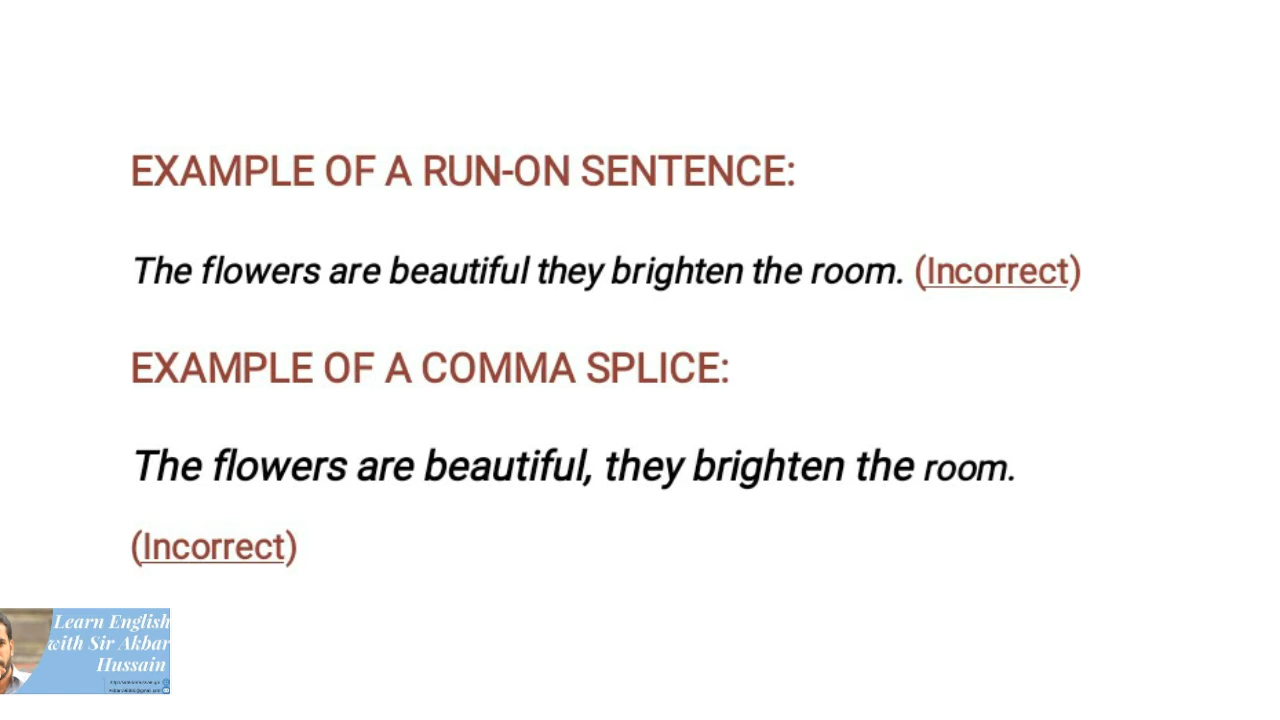 EXAMPLE OF A RUN-ON SENTENCE:
The flowers are beautiful they brighten the room. (Incorrect)
EXAMPLE OF A COMMA SPLICE:
The flowers are beautiful, they brighten the room.
(Incorrect)
Learn English
with Sir Akbar
Hussain